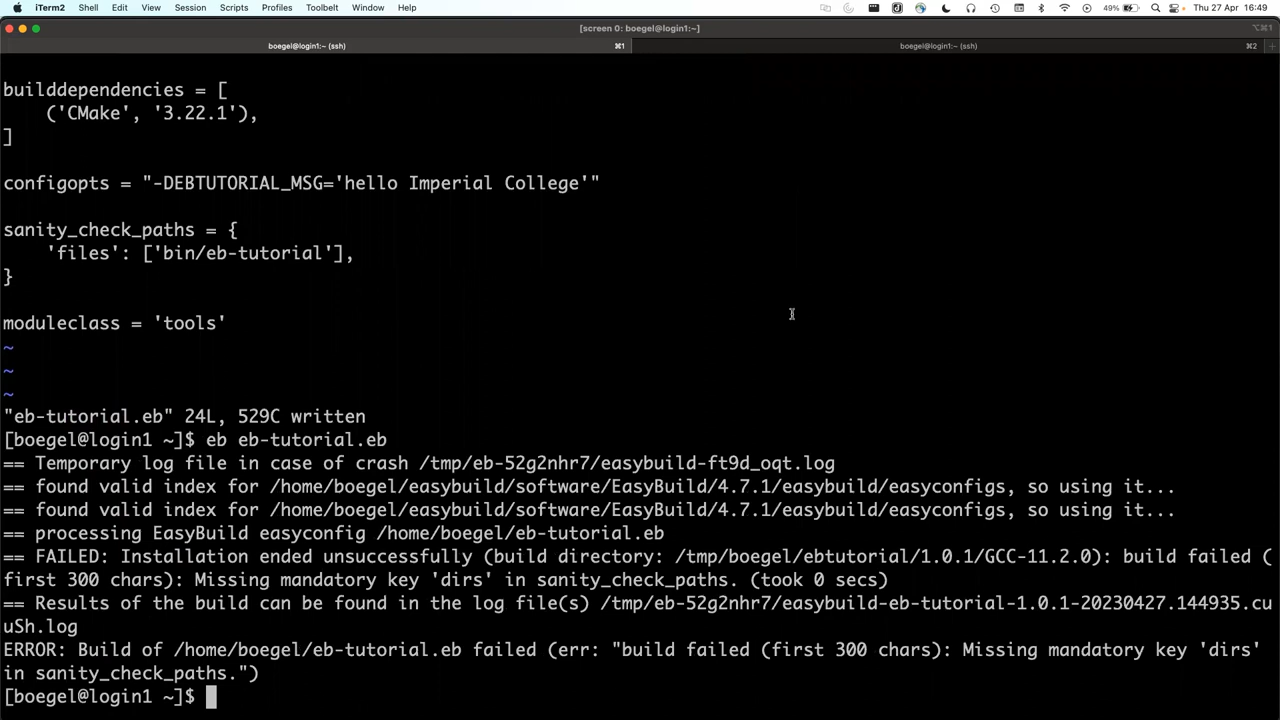 iTerm2 Shell Edit View Session Scripts Profiles Toolbelt Window Help 49% Thu 27 Apr 16:49
[screen 0: boegel@login1:~] ⌥⌘1
boegel@login1:~ (ssh) ⌘1 boegel@login1:~ (ssh) ⌘2
builddependencies = [
    ('CMake', '3.22.1'),
]
configopts = "-DEBTUTORIAL_MSG='hello Imperial College'"
sanity_check_paths = {
    'files': ['bin/eb-tutorial'],
}
moduleclass = 'tools'
~
~
~
"eb-tutorial.eb" 24L, 529C written
[boegel@login1 ~]$ eb eb-tutorial.eb
== Temporary log file in case of crash /tmp/eb-52g2nhr7/easybuild-ft9d_oqt.log
== found valid index for /home/boegel/easybuild/software/EasyBuild/4.7.1/easybuild/easyconfigs, so using it...
== found valid index for /home/boegel/easybuild/software/EasyBuild/4.7.1/easybuild/easyconfigs, so using it...
== processing EasyBuild easyconfig /home/boegel/eb-tutorial.eb
== FAILED: Installation ended unsuccessfully (build directory: /tmp/boegel/ebtutorial/1.0.1/GCC-11.2.0): build failed (
first 300 chars): Missing mandatory key 'dirs' in sanity_check_paths. (took 0 secs)
== Results of the build can be found in the log file(s) /tmp/eb-52g2nhr7/easybuild-eb-tutorial-1.0.1-20230427.144935.cu
uSh.log
ERROR: Build of /home/boegel/eb-tutorial.eb failed (err: "build failed (first 300 chars): Missing mandatory key 'dirs'
in sanity_check_paths.")
[boegel@login1 ~]$